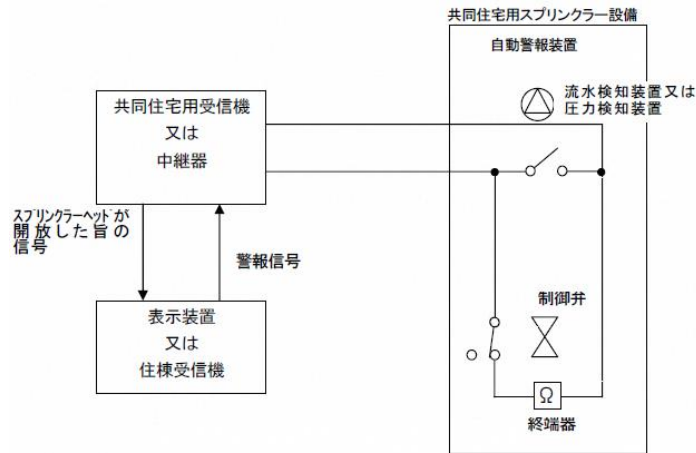 共同住宅用スプリンクラー設備
自動警報装置
流水検知装置又は
圧力検知装置
共同住宅用受信機
又は
中継器
スプリンクラーヘッドが
開放した旨の
信号
警報信号
表示装置
又は
住棟受信機
制御弁
Ω
終端器